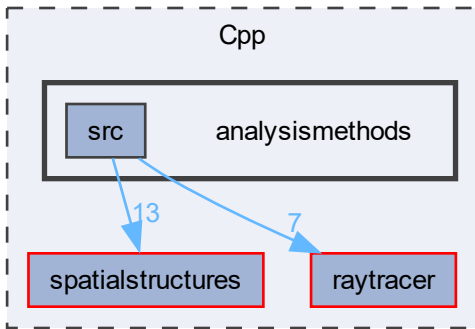 Cpp
src
analysismethods
13
7
spatialstructures
raytracer